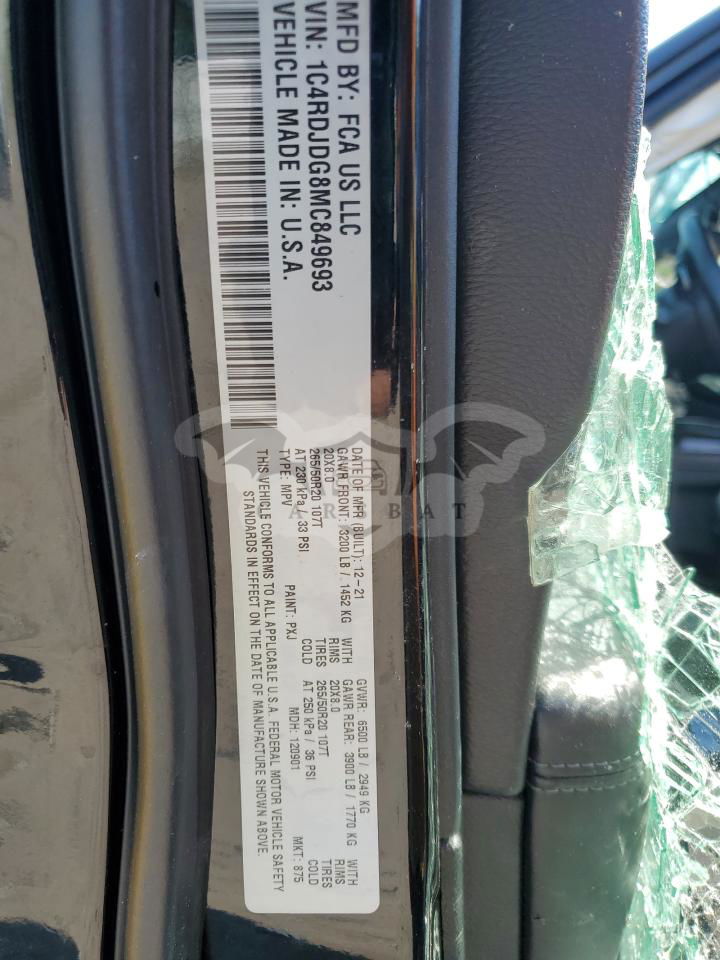 MFD BY: FCA US LLC
VIN: 1C4RDJDG8MC849693
VEHICLE MADE IN: U.S.A.
DATE OF MFR (BUILT): 12-21 GVWR: 6500 LB / 2949 KG
GAWR FRONT: 3200 LB / 1452 KG WITH GAWR REAR: 3900 LB / 1770 KG WITH
20X8.0 RIMS 20X8.0 RIMS
265/50R20 107T TIRES 265/50R20 107T TIRES
AT 230 kPa / 33 PSI COLD AT 250 kPa / 36 PSI COLD
TYPE: MPV PAINT: PXJ MDH: 120901 MKT: 875
THIS VEHICLE CONFORMS TO ALL APPLICABLE U.S.A. FEDERAL MOTOR VEHICLE SAFETY
STANDARDS IN EFFECT ON THE DATE OF MANUFACTURE SHOWN ABOVE.
ARSBAT